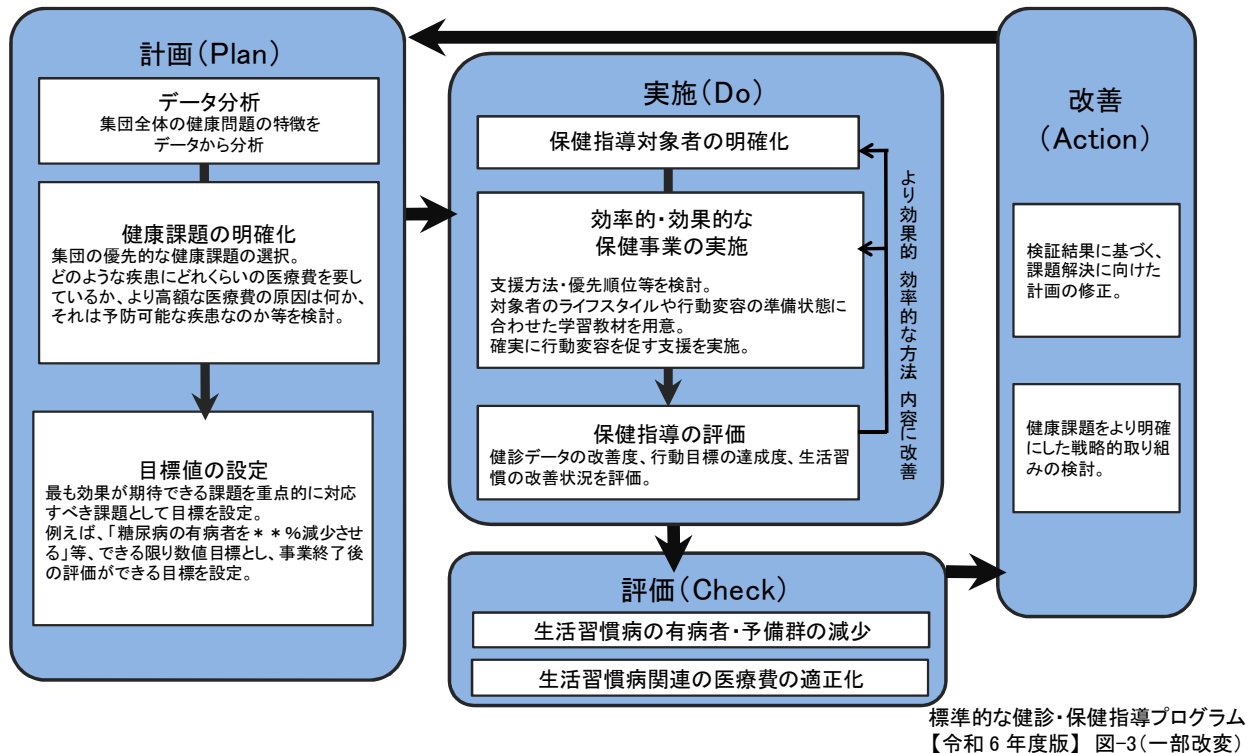 計画(Plan)
データ分析
集団全体の健康問題の特徴を
データから分析
健康課題の明確化
集団の優先的な健康課題の選択。
どのような疾患にどれくらいの医療費を要し
ているか、より高額な医療費の原因は何か、
それは予防可能な疾患なのか等を検討。
目標値の設定
最も効果が期待できる課題を重点的に対応
すべき課題として目標を設定。
例えば、「糖尿病の有病者を**%減少させ
る」等、できる限り数値目標とし、事業終了後
の評価ができる目標を設定。
実施(Do)
保健指導対象者の明確化
効率的・効果的な
保健事業の実施
支援方法・優先順位等を検討。
対象者のライフスタイルや行動変容の準備状態に
合わせた学習教材を用意。
確実に行動変容を促す支援を実施。
保健指導の評価
健診データの改善度、行動目標の達成度、生活習
慣の改善状況を評価。
より効果的 効率的な方法 内容に改善
評価(Check)
生活習慣病の有病者・予備群の減少
生活習慣病関連の医療費の適正化
改善
(Action)
検証結果に基づく、
課題解決に向けた
計画の修正。
健康課題をより明確
にした戦略的取り組
みの検討。
標準的な健診・保健指導プログラム
【令和6年度版】 図-3(一部改変)